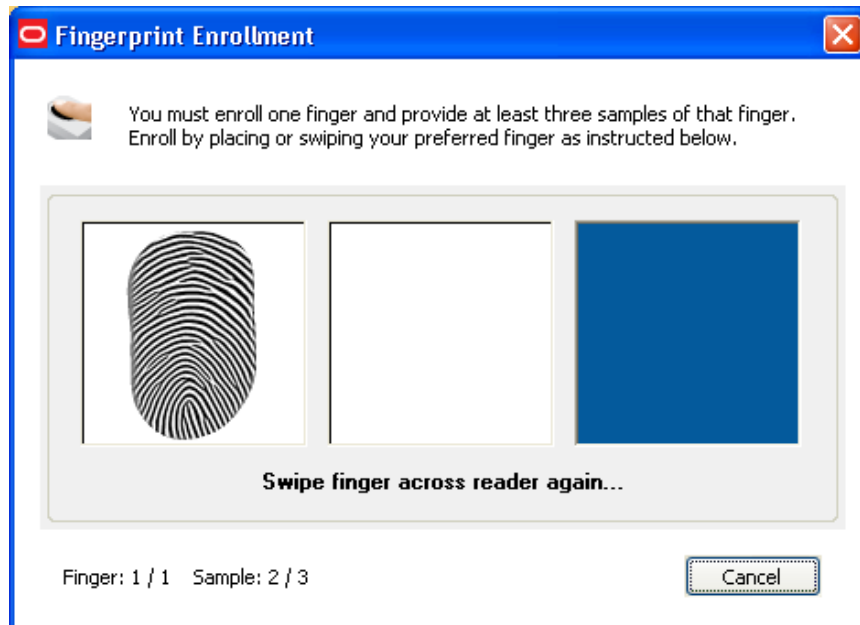 Fingerprint Enrollment
You must enroll one finger and provide at least three samples of that finger.
Enroll by placing or swiping your preferred finger as instructed below.
Swipe finger across reader again...
Finger: 1 / 1 Sample: 2 / 3
Cancel